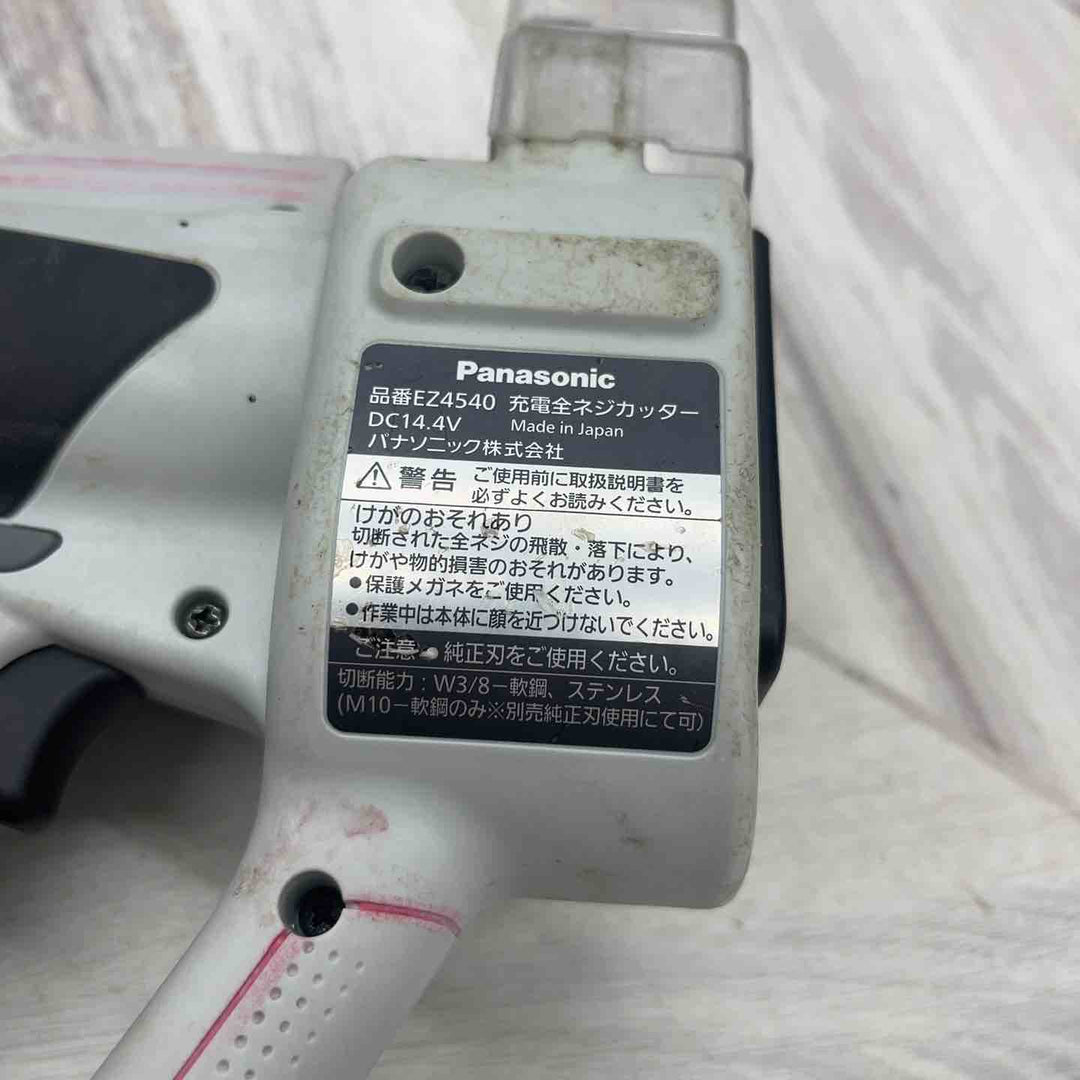 Panasonic
品番EZ4540 充電全ネジカッター
DC14.4V Made in Japan
パナソニック株式会社
警告 ご使用前に取扱説明書を
必ずよくお読みください。
けがのおそれあり
切断された全ネジの飛散・落下により、
けがや物的損害のおそれがあります。
•保護メガネをご使用ください。
•作業中は本体に顔を近づけないでください。
ご注意 純正刃をご使用ください。
切断能力：W3/8－軟鋼、ステンレス
(M10－軟鋼のみ※別売純正刃使用にて可)